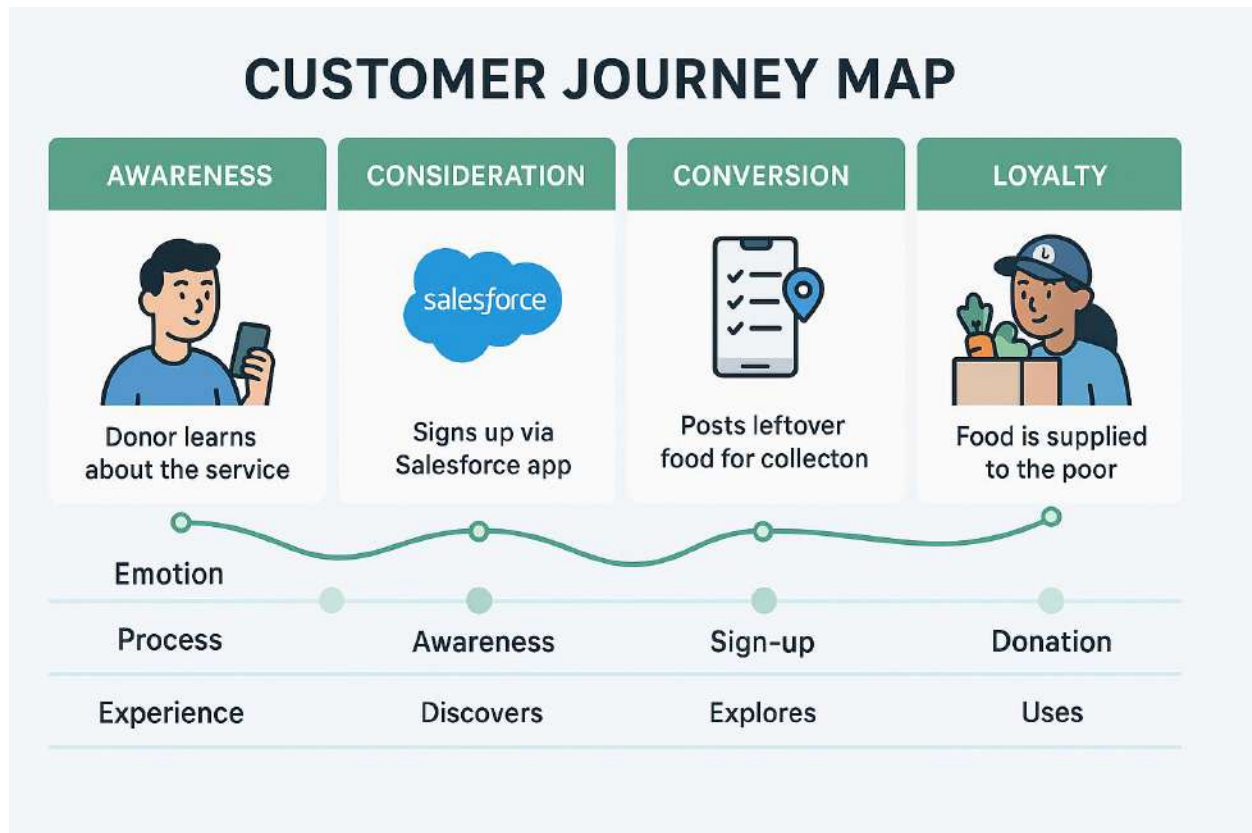 CUSTOMER JOURNEY MAP
AWARENESS
CONSIDERATION
CONVERSION
LOYALTY
salesforce
Donor learns
about the service
Signs up via
Salesforce app
Posts leftover
food for collecton
Food is supplied
to the poor
Emotion
Process Awareness Sign-up Donation
Experience Discovers Explores Uses